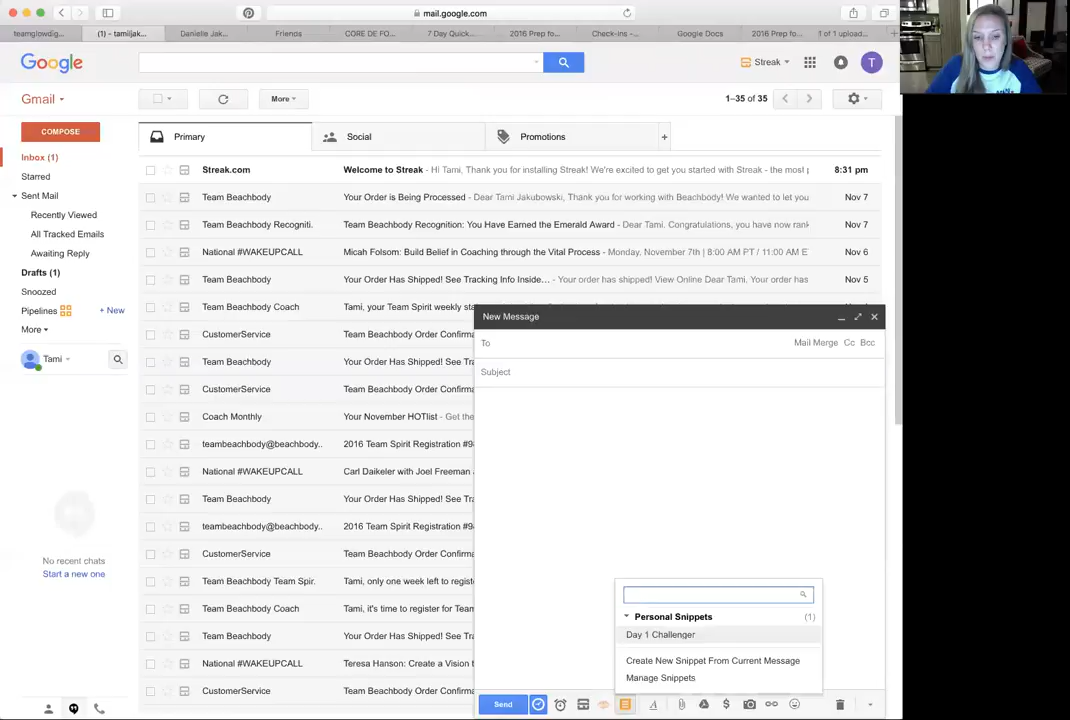 mail.google.com
teamglowdig...
(1) - tamiljak...
Danielle Jak...
Friends
CORE DE FO...
7 Day Quick...
2016 Prep fo...
Check-ins -...
Google Docs
2016 Prep fo...
1 of 1 upload...
Google
Streak
T
Gmail
More
1–35 of 35
COMPOSE
Primary
Social
Promotions
Inbox (1)
Starred
Sent Mail
Recently Viewed
All Tracked Emails
Awaiting Reply
Drafts (1)
Snoozed
Pipelines
+ New
More
Tami
No recent chats
Start a new one
Streak.com Welcome to Streak - Hi Tami, Thank you for installing Streak! We're excited to get you started with Streak - the most p 8:31 pm
Team Beachbody Your Order is Being Processed - Dear Tami Jakubowski, Thank you for working with Beachbody! We wanted to let you Nov 7
Team Beachbody Recogniti. Team Beachbody Recognition: You Have Earned the Emerald Award - Dear Tami. Congratulations, you have now rank Nov 7
National #WAKEUPCALL Micah Folsom: Build Belief in Coaching through the Vital Process - Monday, November 7th | 8:00 AM PT / 11:00 AM E Nov 6
Team Beachbody Your Order Has Shipped! See Tracking Info Inside... - Your order has shipped! View Online Dear Tami, Your order has Nov 5
Team Beachbody Coach Tami, your Team Spirit weekly sta
CustomerService Team Beachbody Order Confirma
Team Beachbody Your Order Has Shipped! See Tra
CustomerService Team Beachbody Order Confirma
Coach Monthly Your November HOTlist - Get the
teambeachbody@beachbody.. 2016 Team Spirit Registration #9
National #WAKEUPCALL Carl Daikeler with Joel Freeman
Team Beachbody Your Order Has Shipped! See Tra
teambeachbody@beachbody.. 2016 Team Spirit Registration #9
CustomerService Team Beachbody Order Confirma
Team Beachbody Team Spir. Tami, only one week left to registe
Team Beachbody Coach Tami, it's time to register for Team
Team Beachbody Your Order Has Shipped! See Tra
National #WAKEUPCALL Teresa Hanson: Create a Vision t
CustomerService Team Beachbody Order Confirma
New Message
To
Mail Merge Cc Bcc
Subject
Personal Snippets (1)
Day 1 Challenger
Create New Snippet From Current Message
Manage Snippets
Send